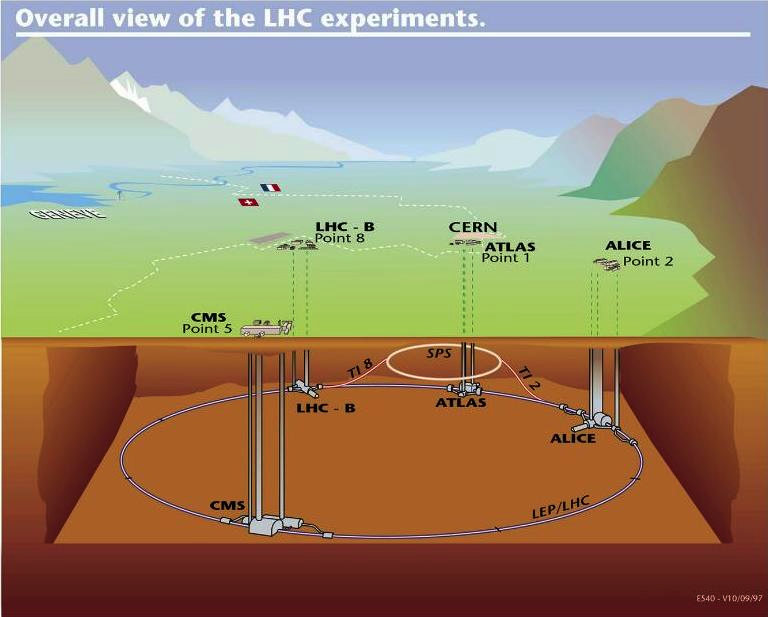 Overall view of the LHC experiments.
GENEVE
LHC - B
Point 8
CERN
ATLAS
Point 1
ALICE
Point 2
CMS
Point 5
SPS
TI 8
TI 2
LHC - B
ATLAS
ALICE
CMS
LEP/LHC
E540 - V10/09/97